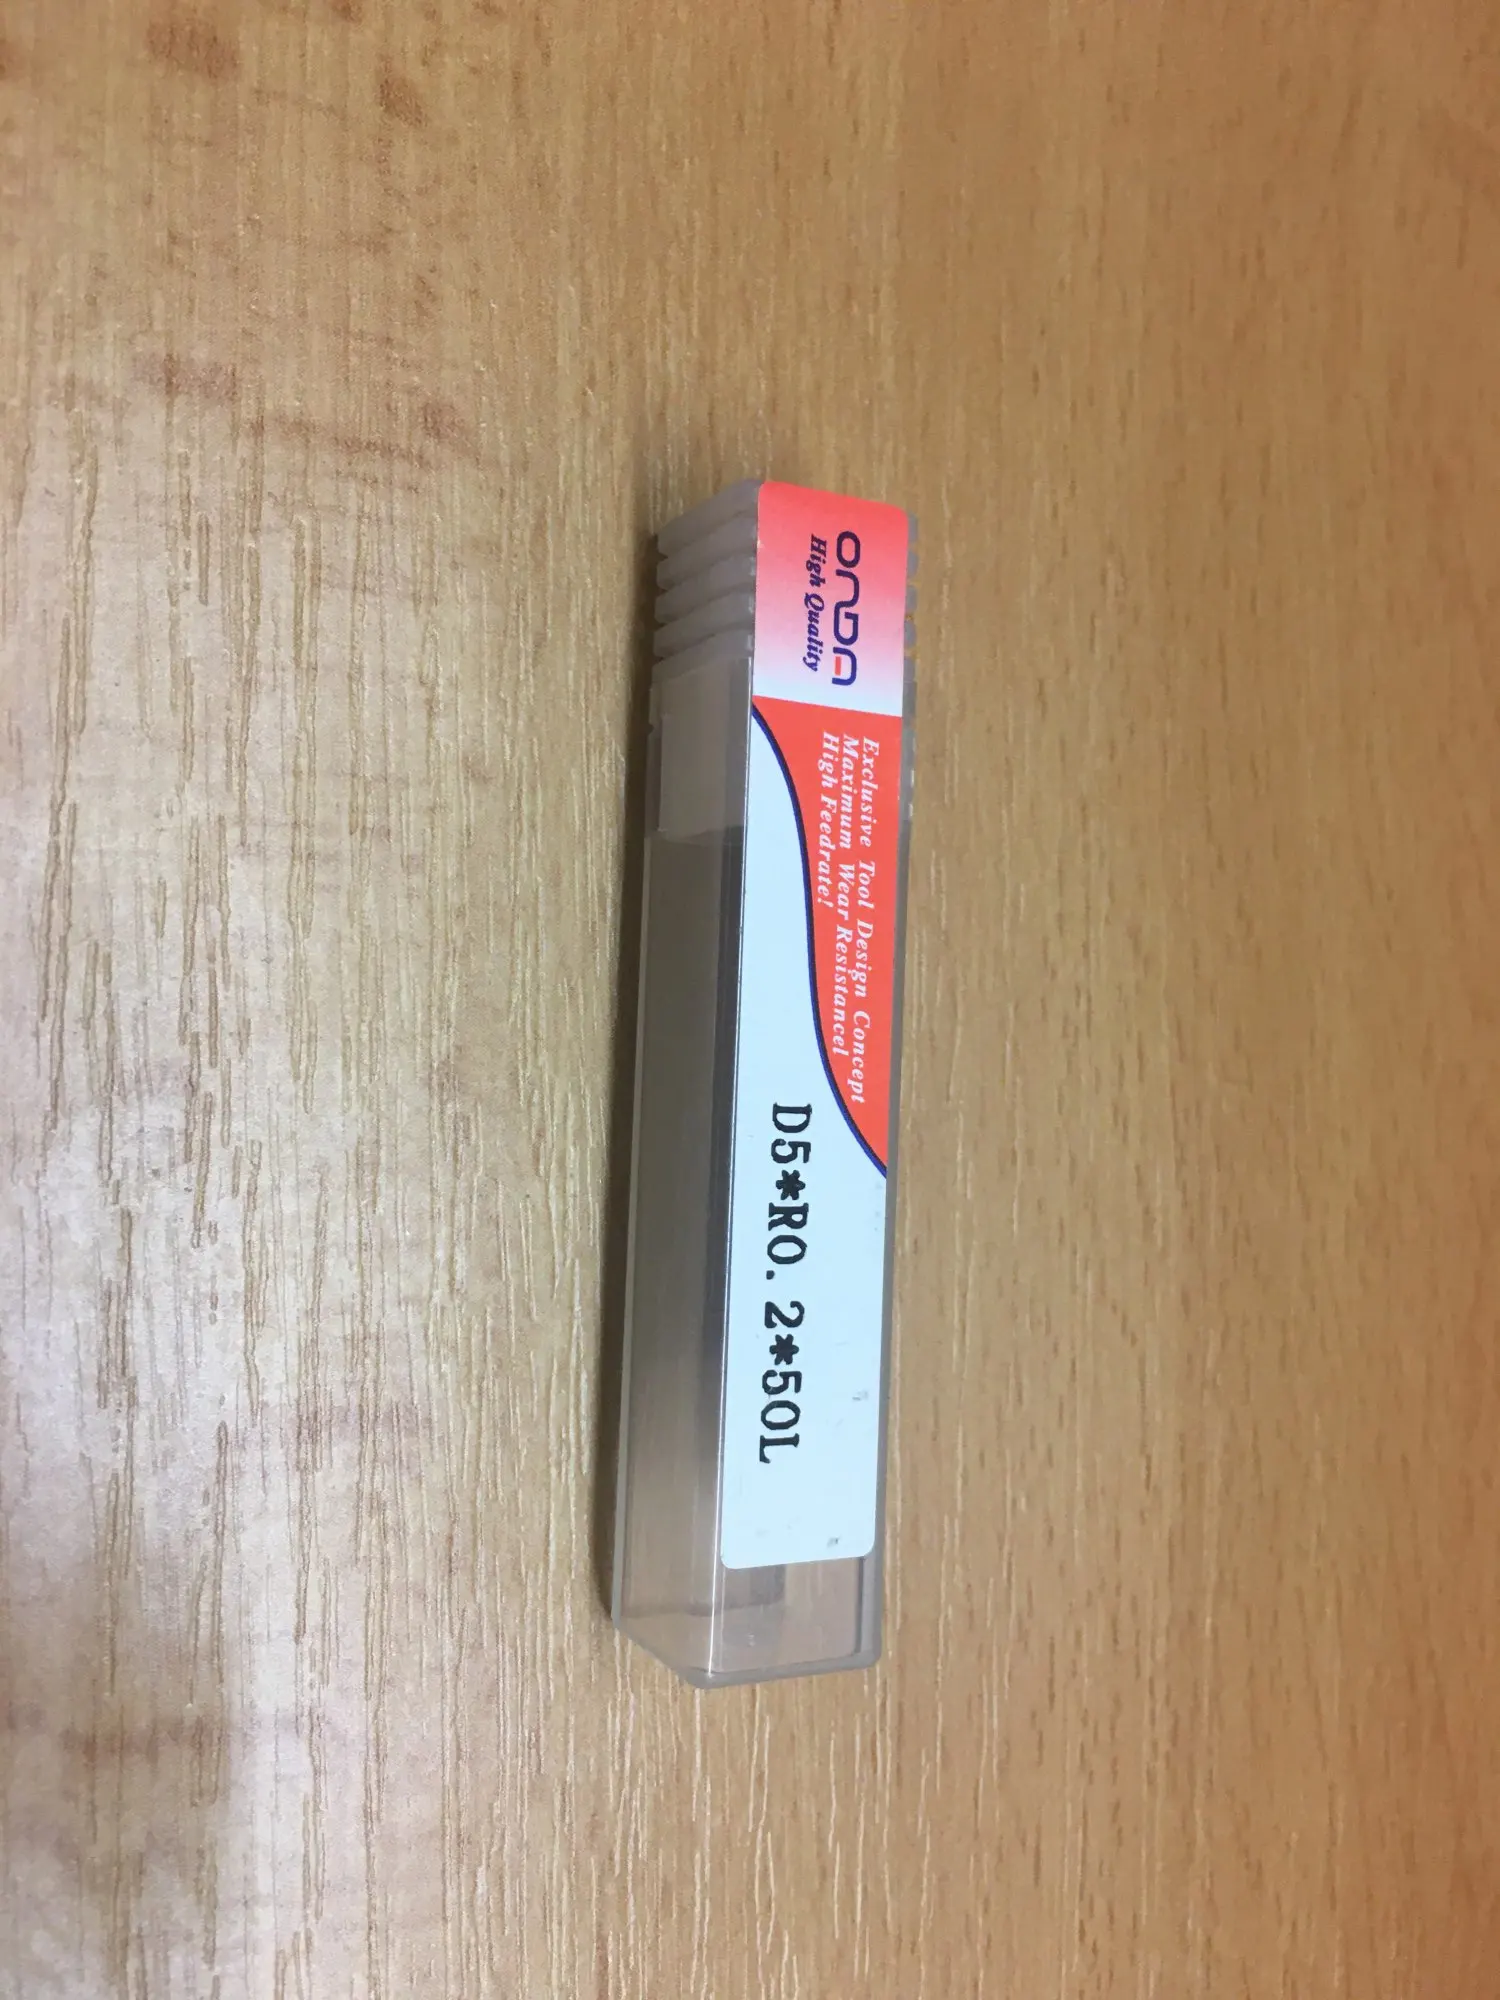 ONDA
High Quality
Exclusive Tool Design Concept
Maximum Wear Resistancel
High Feedrate!
D5*R0.2*50L